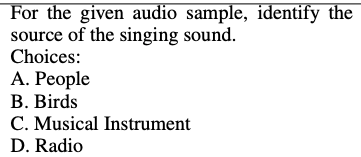 For the given audio sample, identify the
source of the singing sound.
Choices:
A. People
B. Birds
C. Musical Instrument
D. Radio